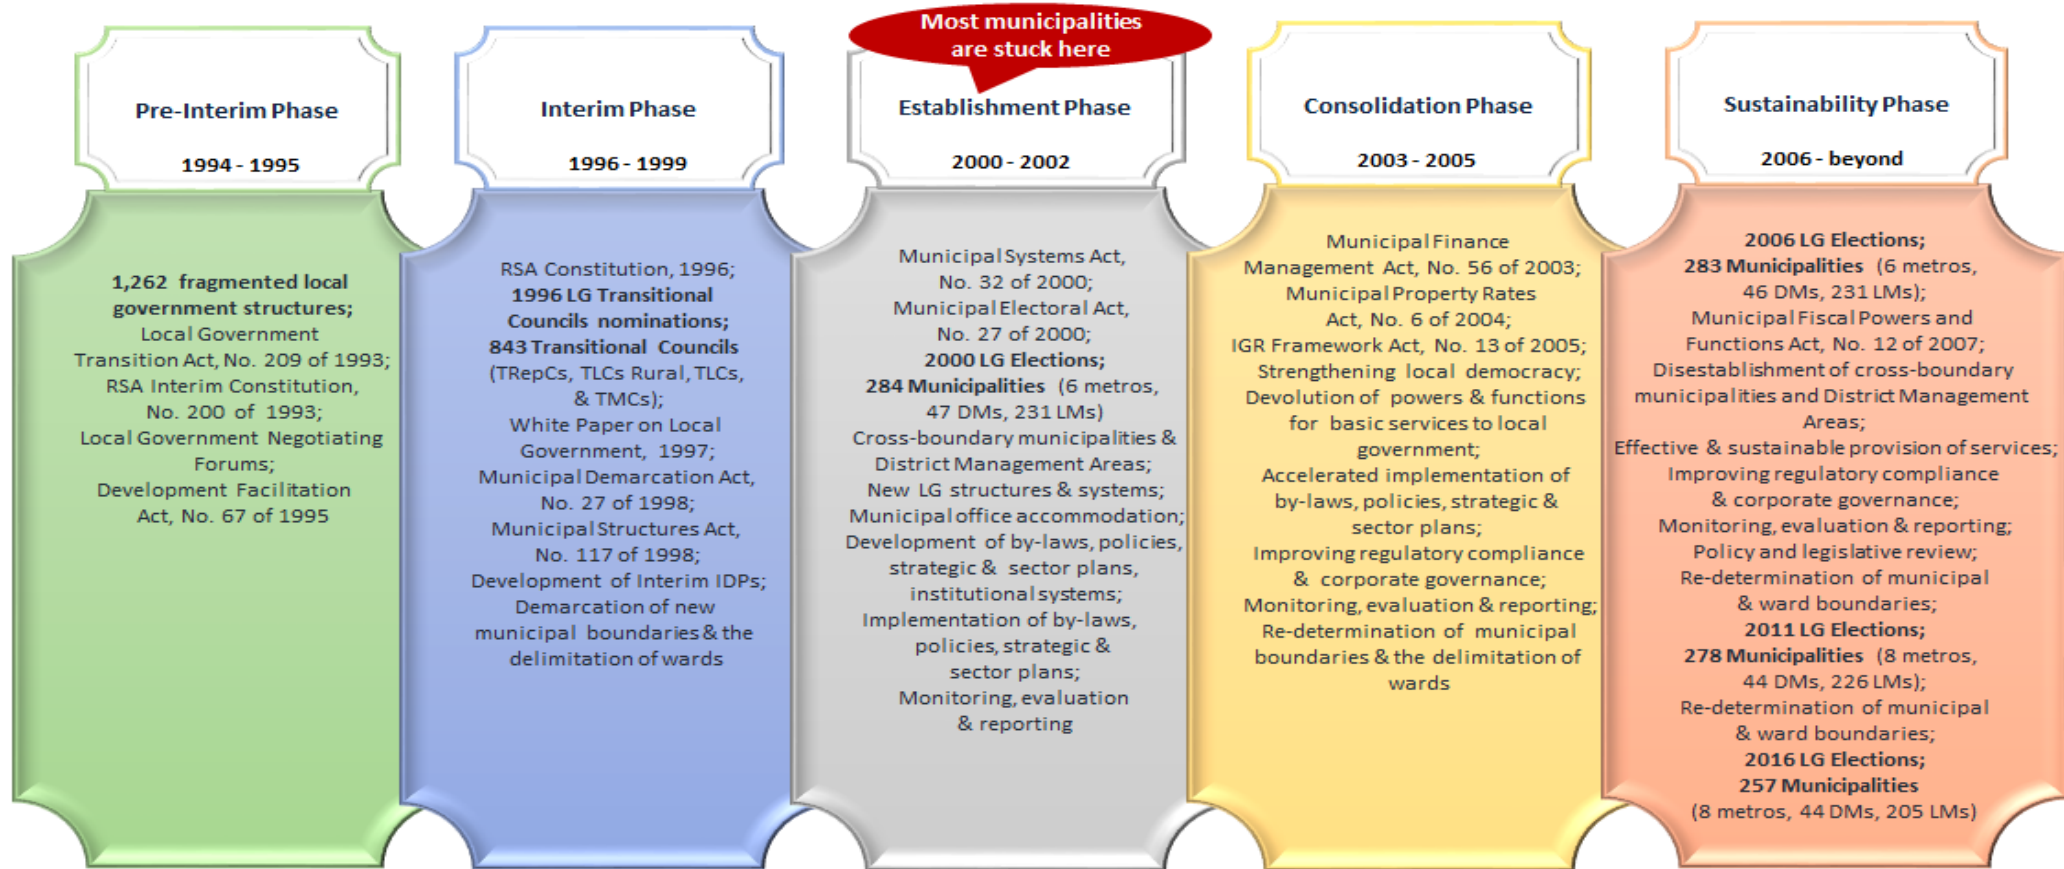 Most municipalities
are stuck here
Pre-Interim Phase
1994 - 1995
1,262 fragmented local
government structures;
Local Government
Transition Act, No. 209 of 1993;
RSA Interim Constitution,
No. 200 of 1993;
Local Government Negotiating
Forums;
Development Facilitation
Act, No. 67 of 1995
Interim Phase
1996 - 1999
RSA Constitution, 1996;
1996 LG Transitional
Councils nominations;
843 Transitional Councils
(TRepCs, TLCs Rural, TLCs,
& TMCs);
White Paper on Local
Government, 1997;
Municipal Demarcation Act,
No. 27 of 1998;
Municipal Structures Act,
No. 117 of 1998;
Development of Interim IDPs;
Demarcation of new
municipal boundaries & the
delimitation of wards
Establishment Phase
2000 - 2002
Municipal Systems Act,
No. 32 of 2000;
Municipal Electoral Act,
No. 27 of 2000;
2000 LG Elections;
284 Municipalities (6 metros,
47 DMs, 231 LMs)
Cross-boundary municipalities &
District Management Areas;
New LG structures & systems;
Municipal office accommodation;
Development of by-laws, policies,
strategic & sector plans,
institutional systems;
Implementation of by-laws,
policies, strategic &
sector plans;
Monitoring, evaluation
& reporting
Consolidation Phase
2003 - 2005
Municipal Finance
Management Act, No. 56 of 2003;
Municipal Property Rates
Act, No. 6 of 2004;
IGR Framework Act, No. 13 of 2005;
Strengthening local democracy;
Devolution of powers & functions
for basic services to local
government;
Accelerated implementation of
by-laws, policies, strategic &
sector plans;
Improving regulatory compliance
& corporate governance;
Monitoring, evaluation & reporting;
Re-determination of municipal
boundaries & the delimitation of
wards
Sustainability Phase
2006 - beyond
2006 LG Elections;
283 Municipalities (6 metros,
46 DMs, 231 LMs);
Municipal Fiscal Powers and
Functions Act, No. 12 of 2007;
Disestablishment of cross-boundary
municipalities and District Management
Areas;
Effective & sustainable provision of services;
Improving regulatory compliance
& corporate governance;
Monitoring, evaluation & reporting;
Policy and legislative review;
Re-determination of municipal
& ward boundaries;
2011 LG Elections;
278 Municipalities (8 metros,
44 DMs, 226 LMs);
Re-determination of municipal
& ward boundaries;
2016 LG Elections;
257 Municipalities
(8 metros, 44 DMs, 205 LMs)